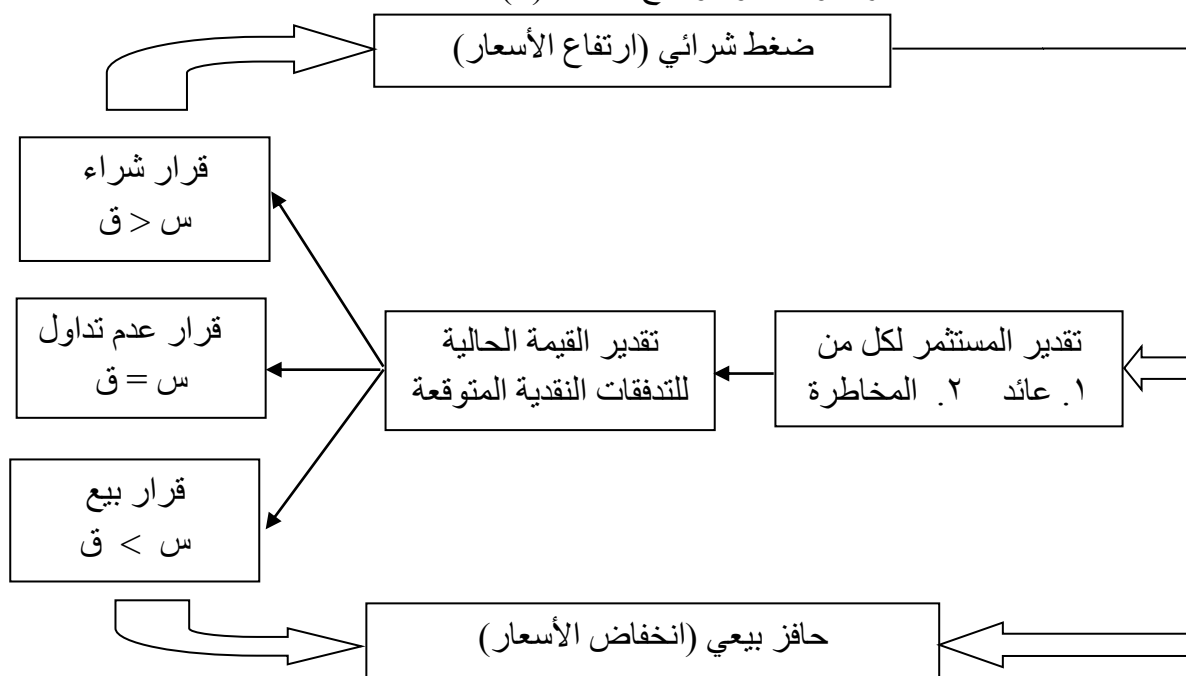 ضغط شرائي (ارتفاع الأسعار)
قرار شراء
س < ق
قرار عدم تداول
س = ق
تقدير القيمة الحالية
للتدفقات النقدية المتوقعة
تقدير المستثمر لكل من
١. عائد ٢. المخاطرة
قرار بيع
س > ق
حافز بيعي (انخفاض الأسعار)